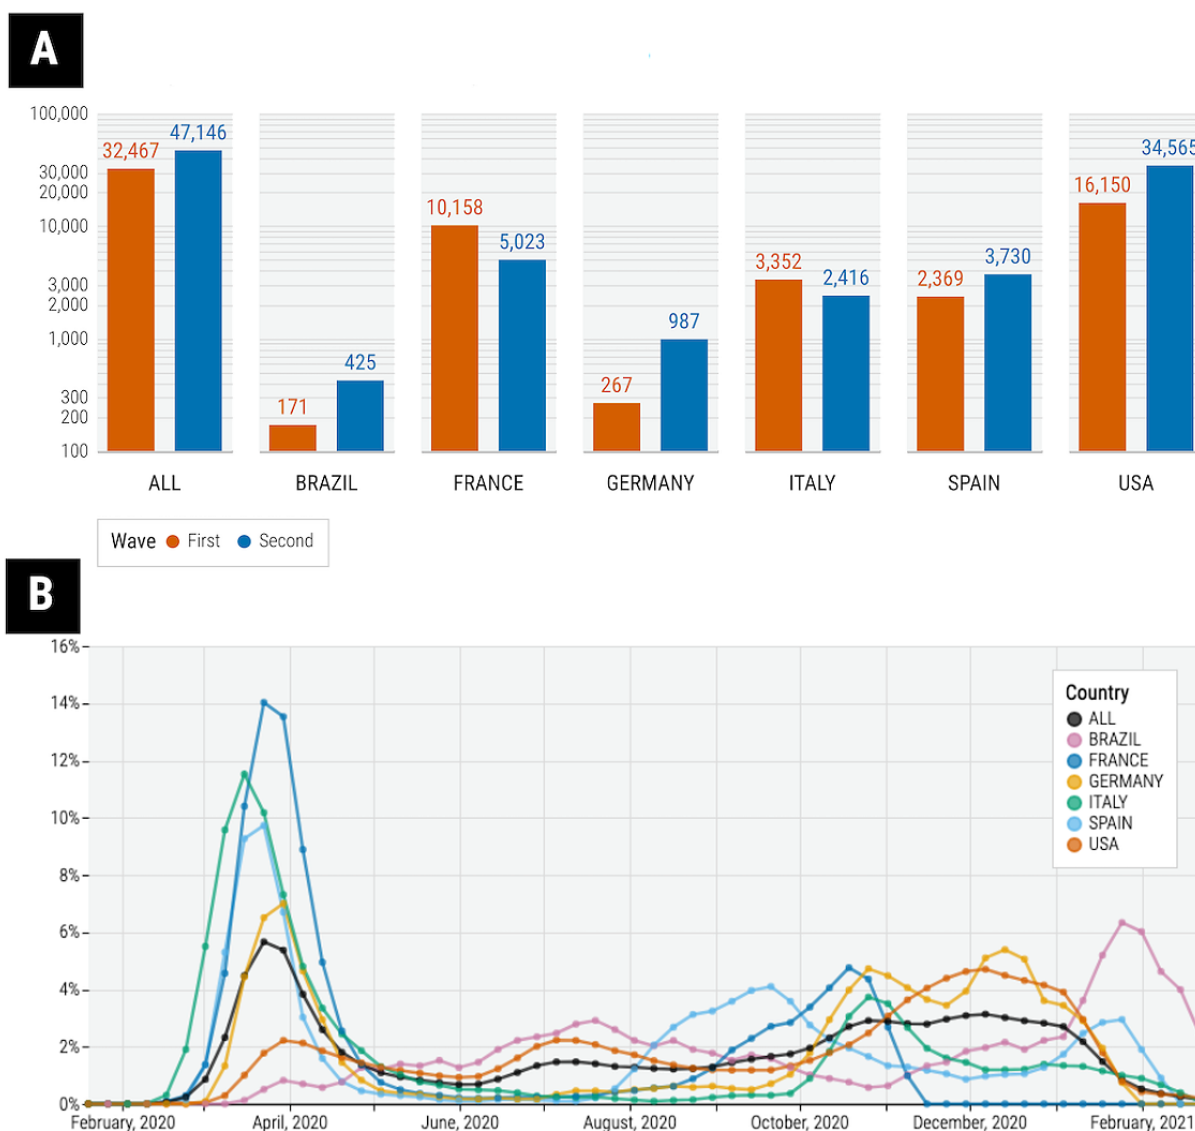 A
100,000
30,000
20,000
10,000
3,000
2,000
1,000
300
200
100
32,467
47,146
171
425
10,158
5,023
267
987
3,352
2,416
2,369
3,730
16,150
34,565
ALL
BRAZIL
FRANCE
GERMANY
ITALY
SPAIN
USA
Wave First Second
B
16%
14%
12%
10%
8%
6%
4%
2%
0%
Country
ALL
BRAZIL
FRANCE
GERMANY
ITALY
SPAIN
USA
February, 2020
April, 2020
June, 2020
August, 2020
October, 2020
December, 2020
February, 2021